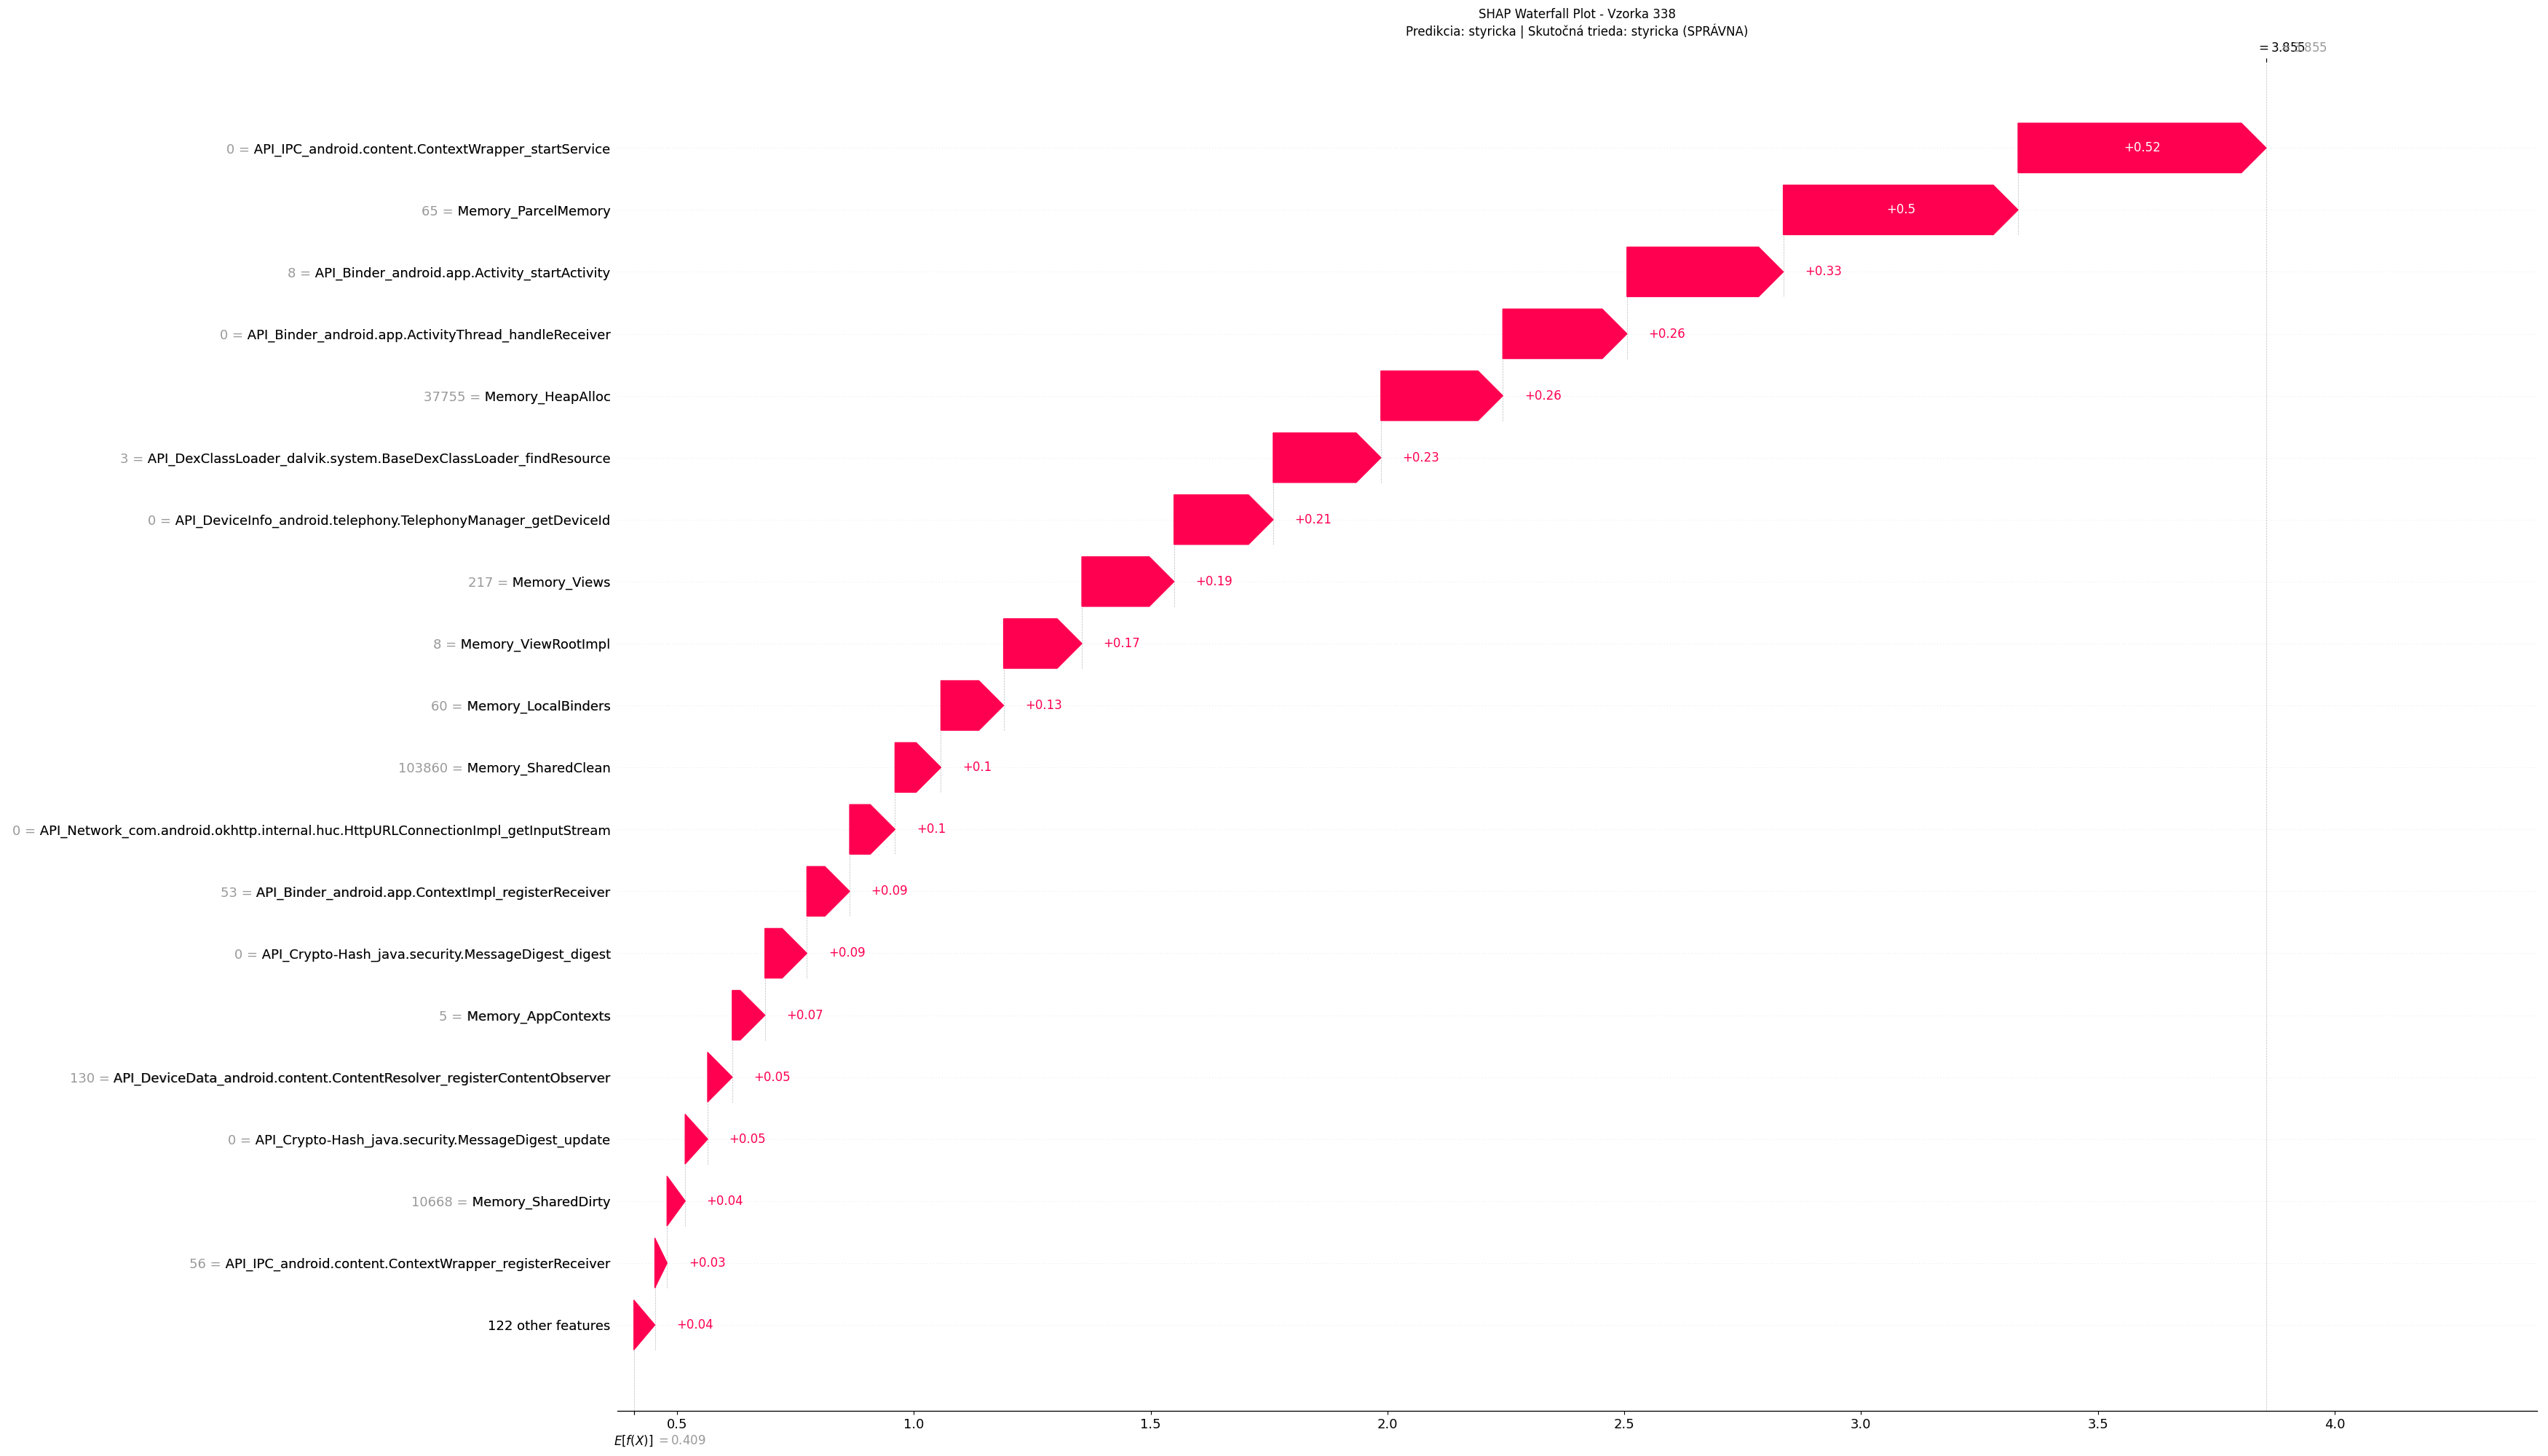 SHAP Waterfall Plot - Vzorka 338
Predikcia: styricka | Skutočná trieda: styricka (SPRÁVNA)
= 3.855
0 = API_IPC_android.content.ContextWrapper_startService
+0.52
65 = Memory_ParcelMemory
+0.5
8 = API_Binder_android.app.Activity_startActivity
+0.33
0 = API_Binder_android.app.ActivityThread_handleReceiver
+0.26
37755 = Memory_HeapAlloc
+0.26
3 = API_DexClassLoader_dalvik.system.BaseDexClassLoader_findResource
+0.23
0 = API_DeviceInfo_android.telephony.TelephonyManager_getDeviceId
+0.21
217 = Memory_Views
+0.19
8 = Memory_ViewRootImpl
+0.17
60 = Memory_LocalBinders
+0.13
103860 = Memory_SharedClean
+0.1
0 = API_Network_com.android.okhttp.internal.huc.HttpURLConnectionImpl_getInputStream
+0.1
53 = API_Binder_android.app.ContextImpl_registerReceiver
+0.09
0 = API_Crypto-Hash_java.security.MessageDigest_digest
+0.09
5 = Memory_AppContexts
+0.07
130 = API_DeviceData_android.content.ContentResolver_registerContentObserver
+0.05
0 = API_Crypto-Hash_java.security.MessageDigest_update
+0.05
10668 = Memory_SharedDirty
+0.04
56 = API_IPC_android.content.ContextWrapper_registerReceiver
+0.03
122 other features
+0.04
0.5 1.0 1.5 2.0 2.5 3.0 3.5 4.0
E[f(X)] = 0.409